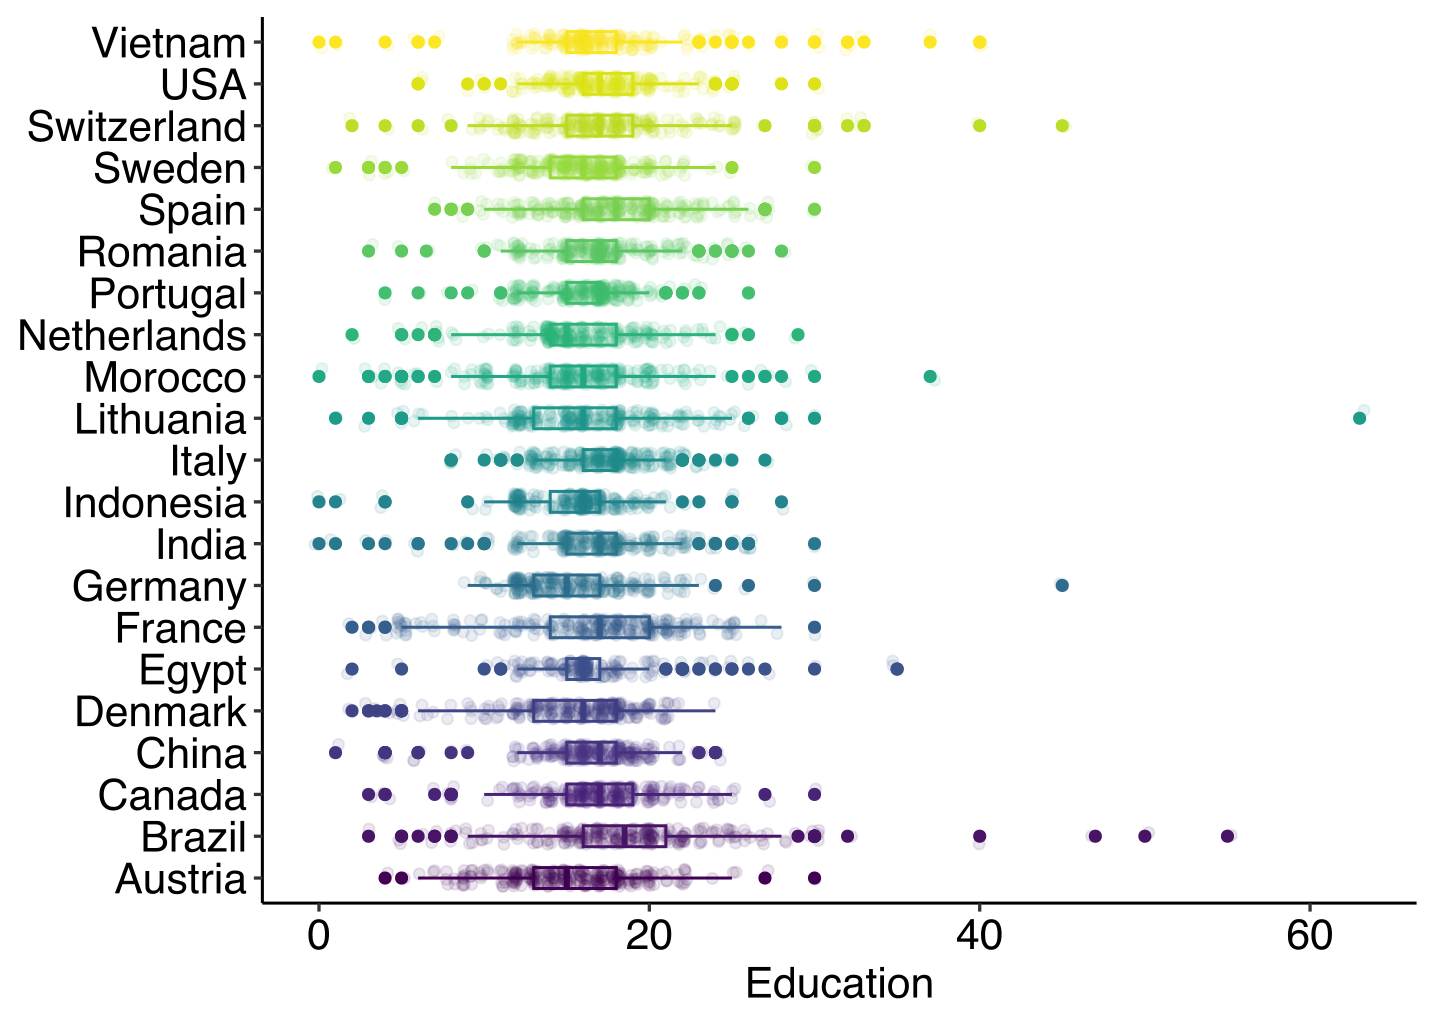 Vietnam
USA
Switzerland
Sweden
Spain
Romania
Portugal
Netherlands
Morocco
Lithuania
Italy
Indonesia
India
Germany
France
Egypt
Denmark
China
Canada
Brazil
Austria
0 20 40 60
Education